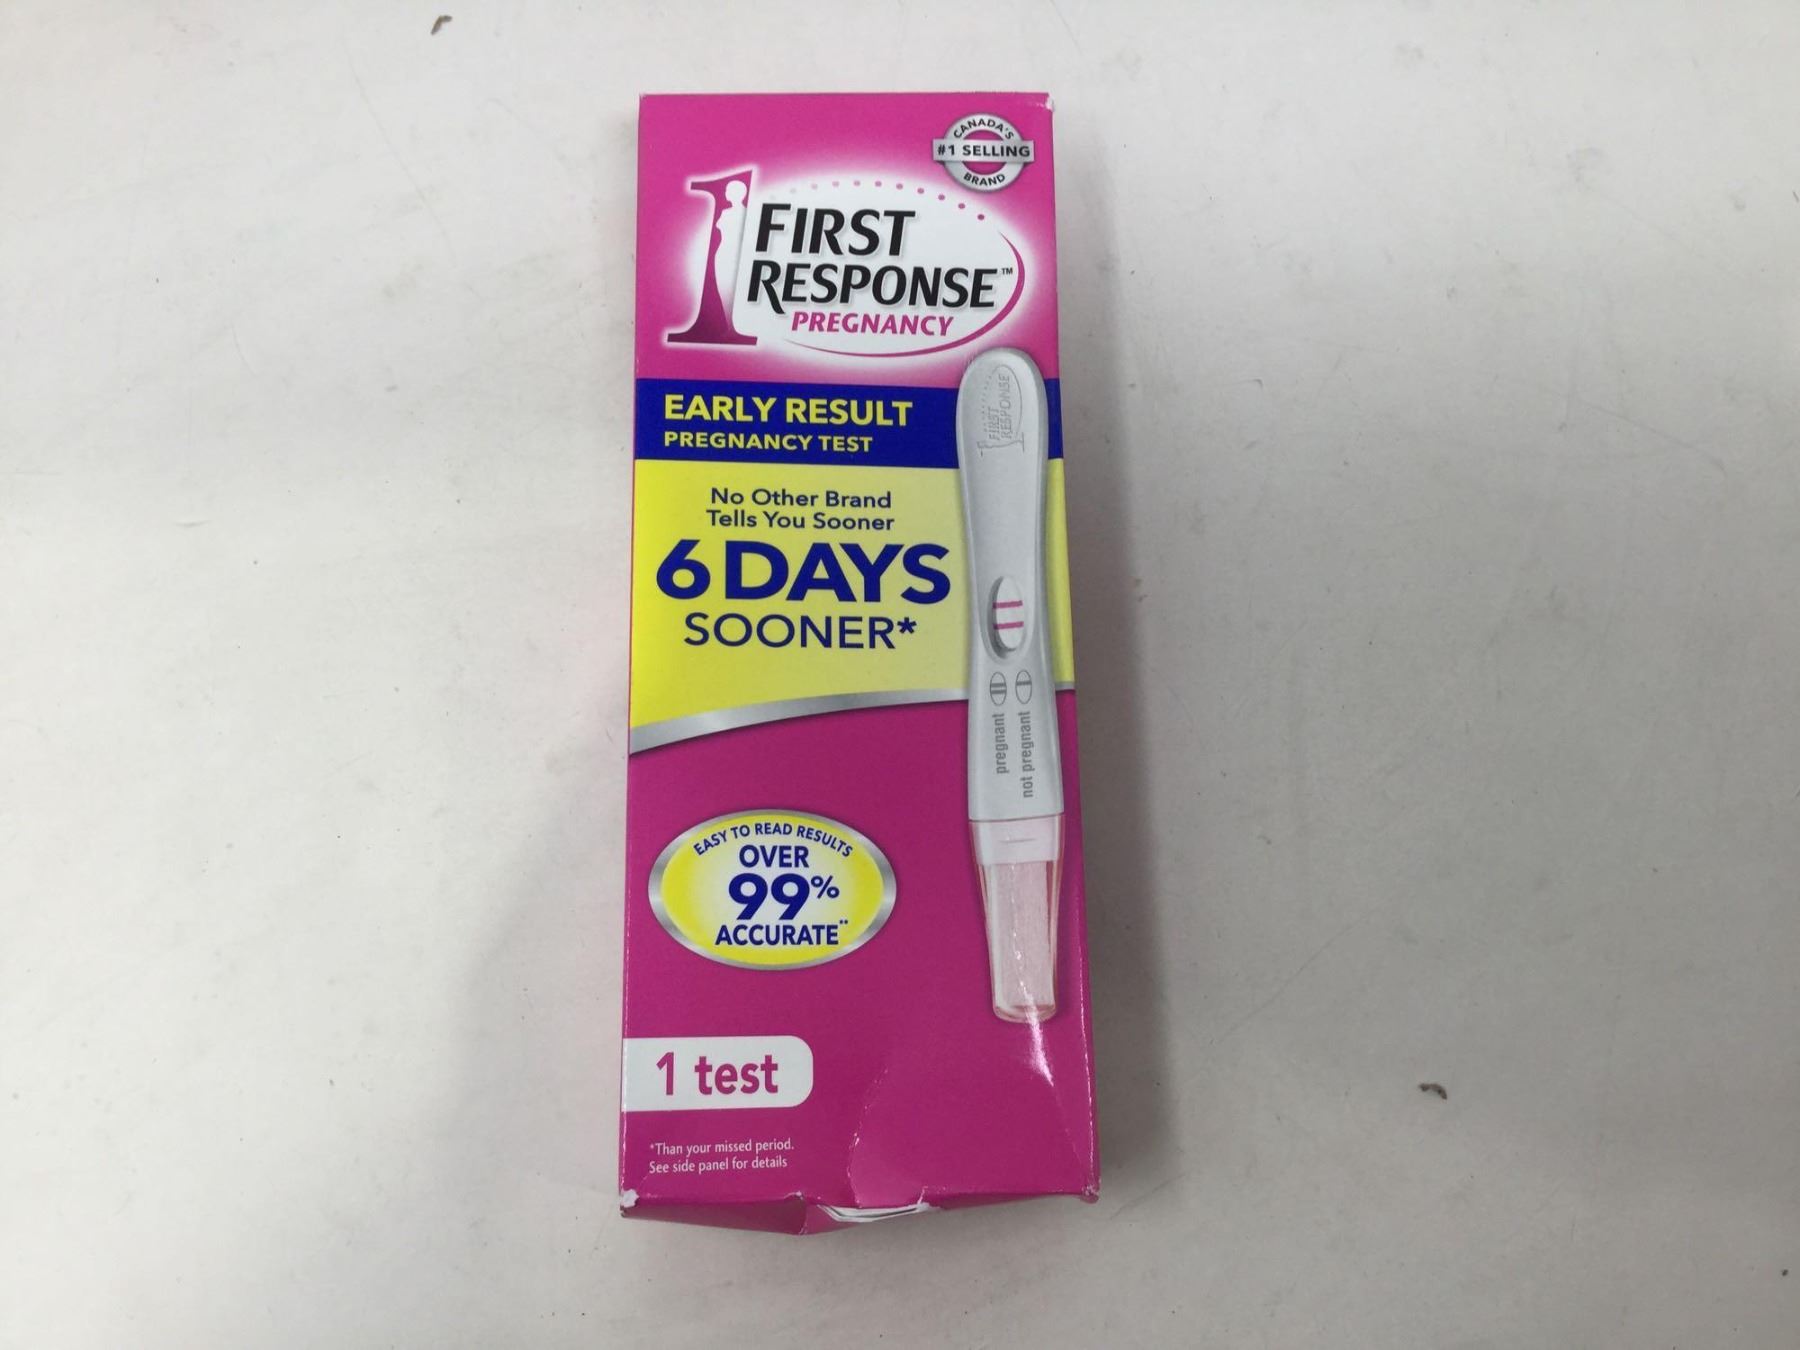 CANADA'S
#1 SELLING
BRAND
1 FIRST
RESPONSE™
PREGNANCY
EARLY RESULT
PREGNANCY TEST
No Other Brand
Tells You Sooner
6 DAYS
SOONER*
FIRST
RESPONSE
pregnant
not pregnant
EASY TO READ RESULTS
OVER
99%
ACCURATE**
1 test
*Than your missed period.
See side panel for details